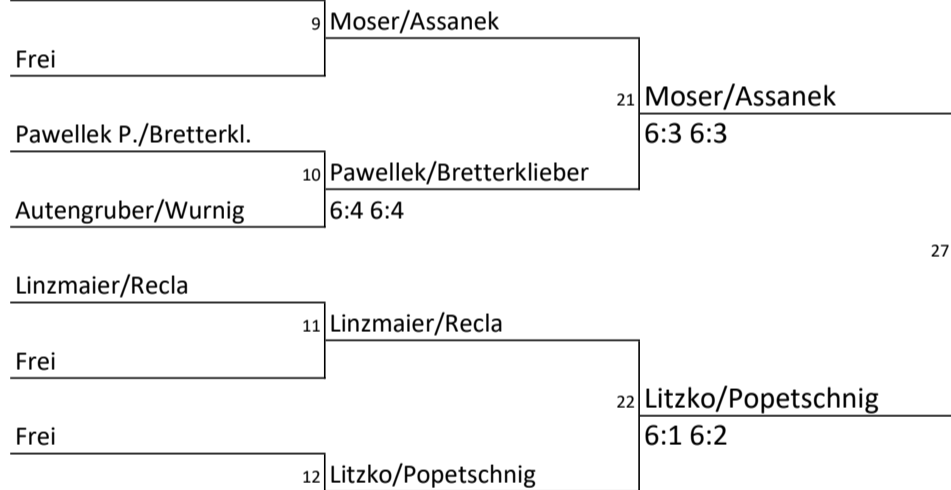 9 Moser/Assanek
Frei
21 Moser/Assanek
Pawellek P./Bretterkl.
6:3 6:3
10 Pawellek/Bretterklieber
Autengruber/Wurnig
6:4 6:4
27
Linzmaier/Recla
11 Linzmaier/Recla
Frei
22 Litzko/Popetschnig
Frei
6:1 6:2
12 Litzko/Popetschnig